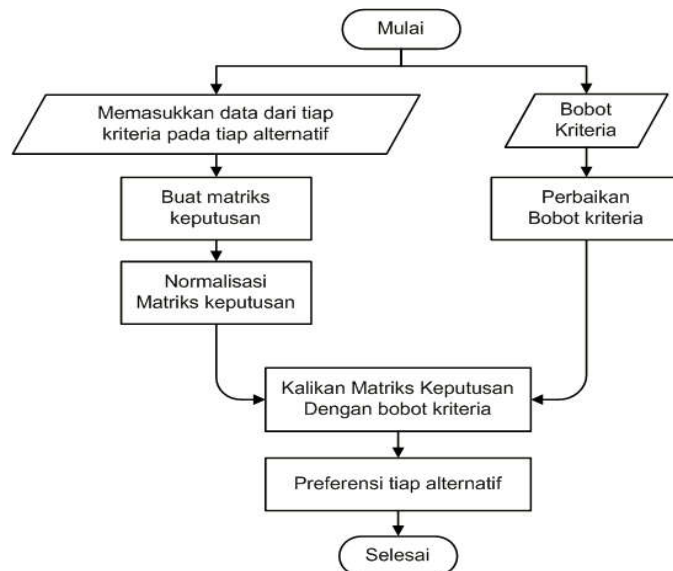 Mulai
Memasukkan data dari tiap
kriteria pada tiap alternatif
Bobot
Kriteria
Buat matriks
keputusan
Perbaikan
Bobot kriteria
Normalisasi
Matriks keputusan
Kalikan Matriks Keputusan
Dengan bobot kriteria
Preferensi tiap alternatif
Selesai